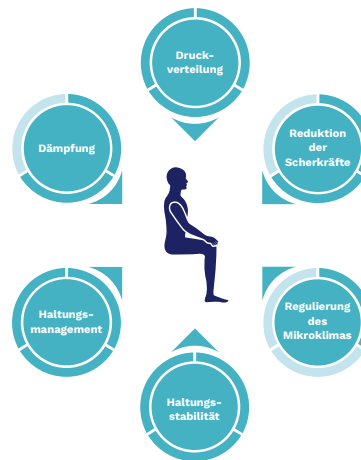 Druck-
verteilung
Dämpfung
Reduktion
der
Scherkräfte
Haltungs-
management
Regulierung
des
Mikroklimas
Haltungs-
stabilität